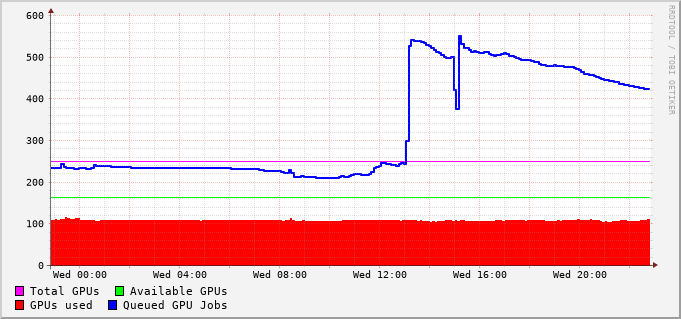 600
500
400
300
200
100
0
Wed 00:00 Wed 04:00 Wed 08:00 Wed 12:00 Wed 16:00 Wed 20:00
Total GPUs Available GPUs
GPUs used Queued GPU Jobs
RRDTOOL / TOBI OETIKER